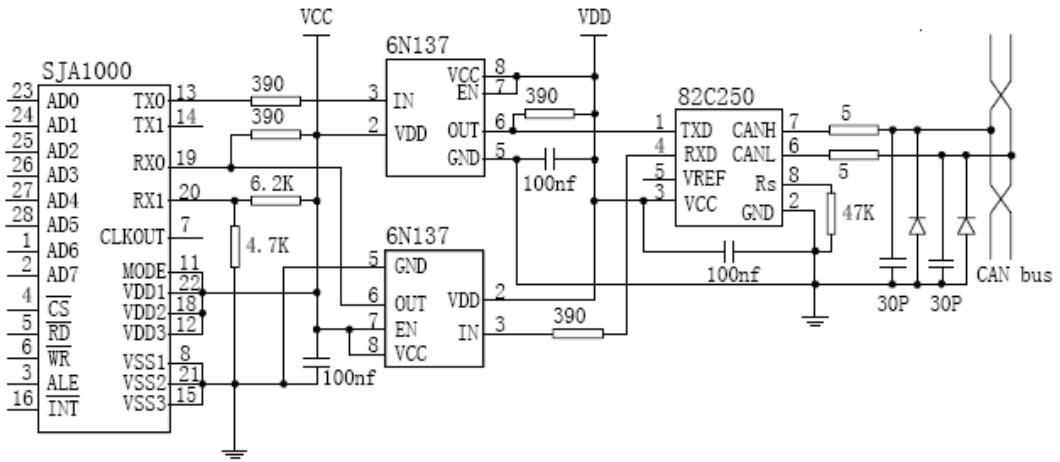 VCC
VDD
6N137
SJA1000
23 AD0 TX0 13
24 AD1 TX1 14
25 AD2
26 AD3 RX0 19
27 AD4 RX1 20
28 AD5
1 AD6 CLKOUT 7
2 AD7 MODE 11
4 CS VDD1 22
VDD2 18
5 RD VDD3 12
6 WR VSS1 8
3 ALE VSS2 21
16 INT VSS3 15
390
390
6.2K
4.7K
3 IN VCC 8
EN 7
2 VDD OUT 6
GND 5
390
100nf
82C250
1 TXD CANH 7
4 RXD CANL 6
5 VREF Rs 8
3 VCC GND 2
5
5
47K
6N137
5 GND
6 OUT VDD 2
7 EN IN 3
8 VCC
390
100nf
100nf
30P 30P
CAN bus